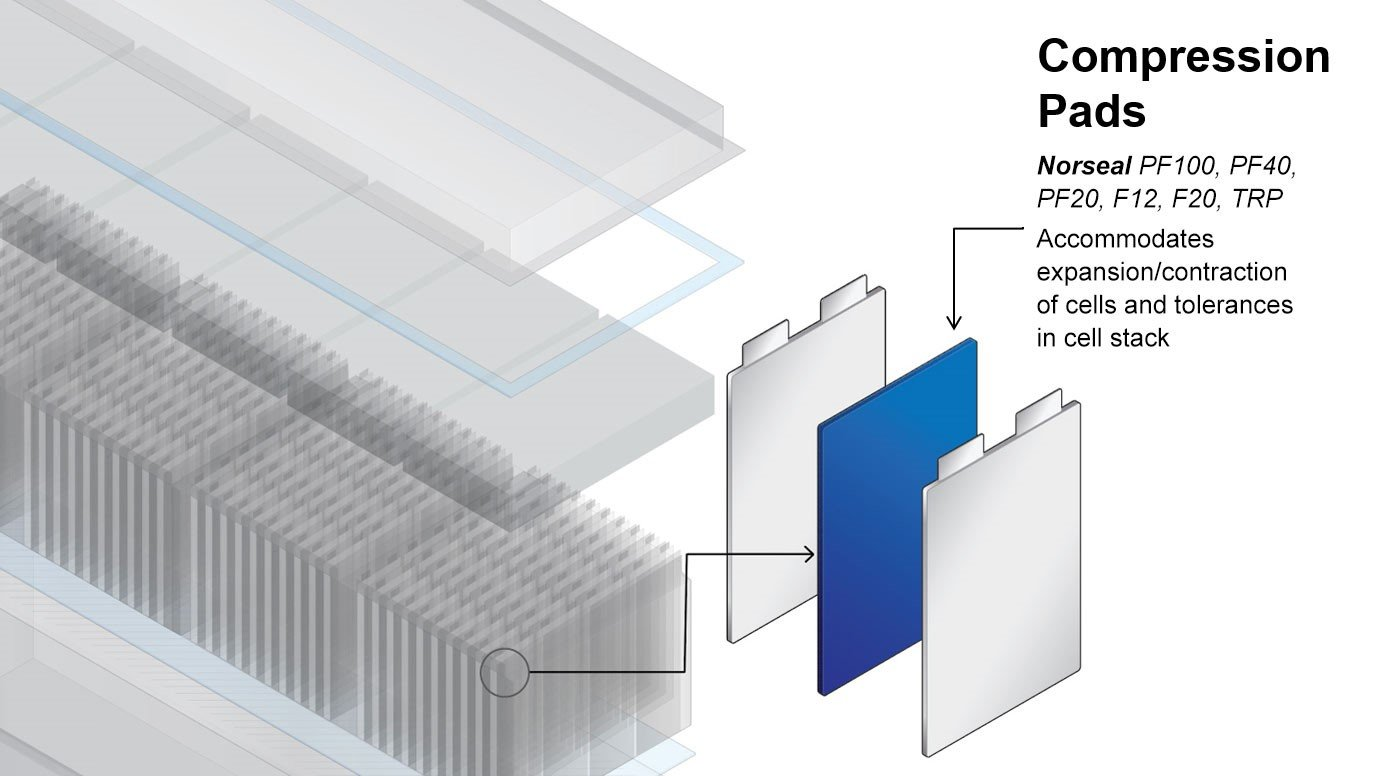 Compression
Pads
Norseal PF100, PF40,
PF20, F12, F20, TRP
Accommodates
expansion/contraction
of cells and tolerances
in cell stack